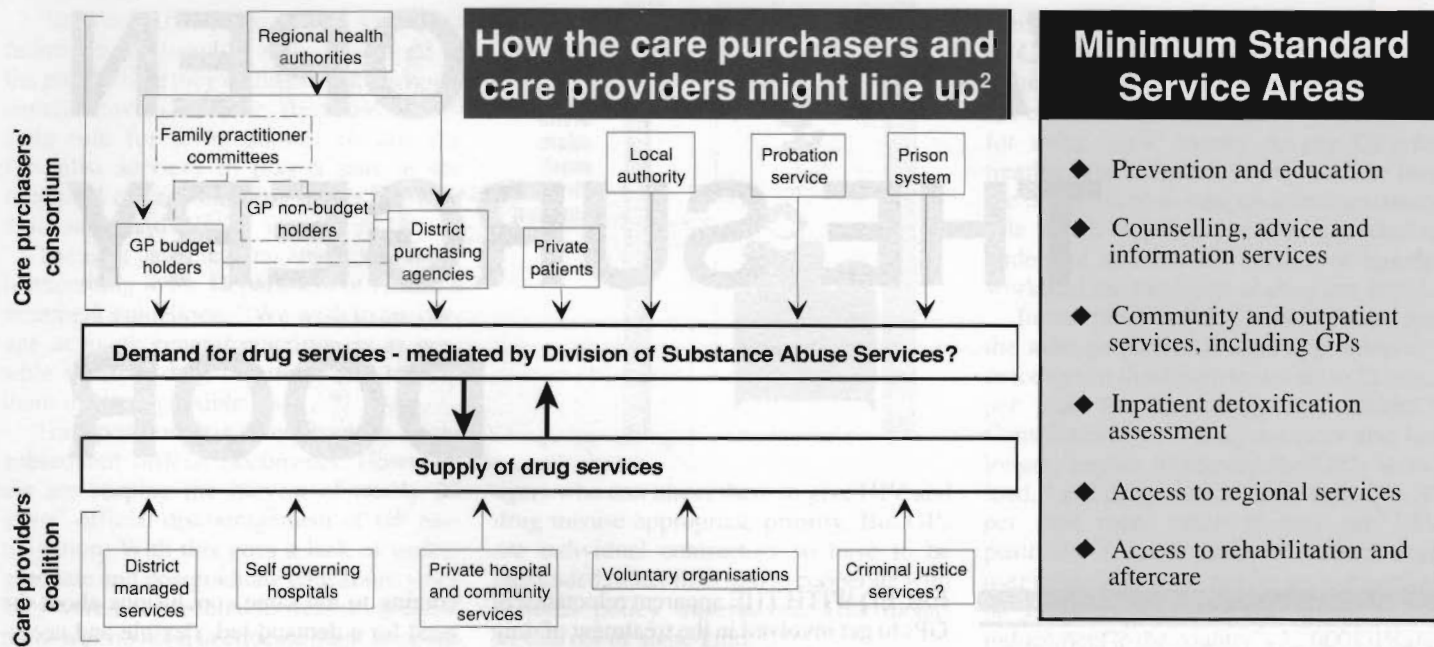 How the care purchasers and
care providers might line up²
Care purchasers'
consortium
Regional health
authorities
Family practitioner
committees
GP non-budget
holders
GP budget
holders
District
purchasing
agencies
Private
patients
Local
authority
Probation
service
Prison
system
Demand for drug services - mediated by Division of Substance Abuse Services?
Supply of drug services
Care providers'
coalition
District
managed
Self governing
hospitals
Private hospital
and community
services
Voluntary organisations
Criminal justice
services?
Minimum Standard
Service Areas
◆ Prevention and education
◆ Counselling, advice and
information services
◆ Community and outpatient
services, including GPs
◆ Inpatient detoxification
assessment
◆ Access to regional services
◆ Access to rehabilitation and
aftercare